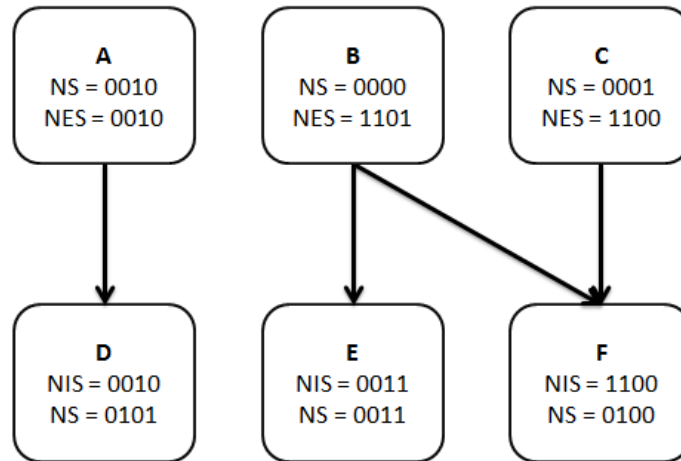 A
NS = 0010
NES = 0010
B
NS = 0000
NES = 1101
C
NS = 0001
NES = 1100
D
NIS = 0010
NS = 0101
E
NIS = 0011
NS = 0011
F
NIS = 1100
NS = 0100